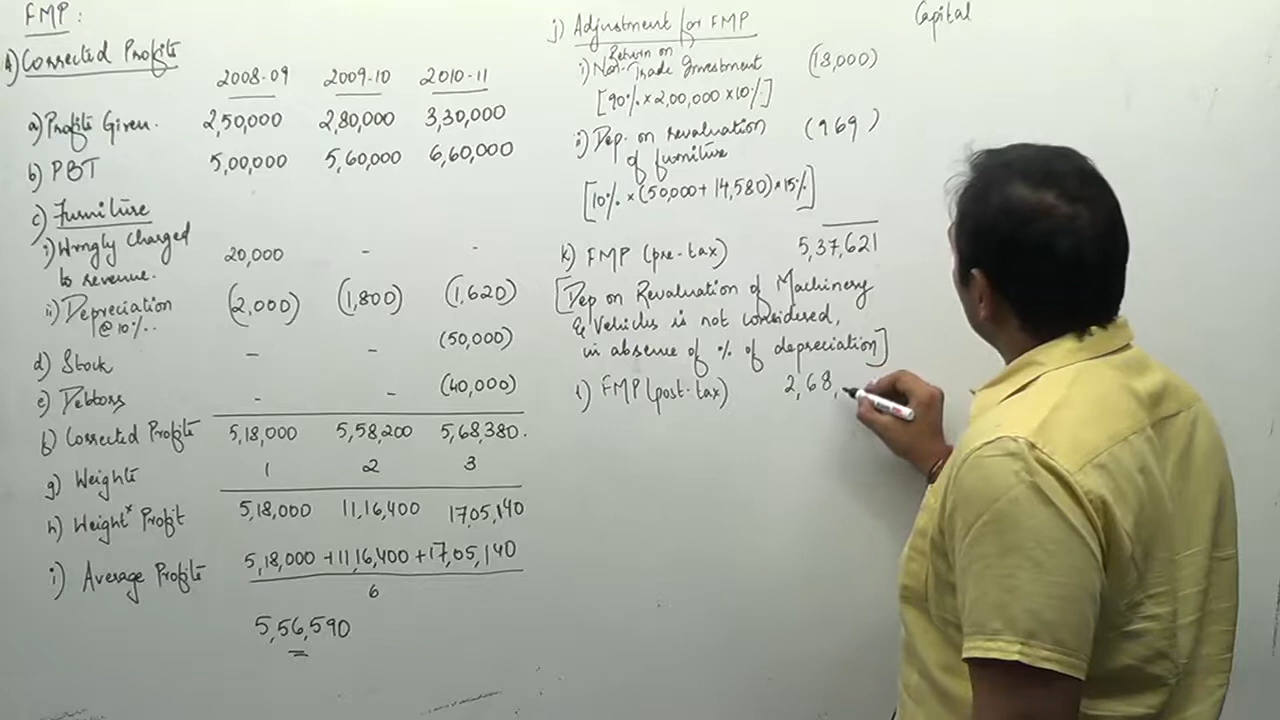 FMP:
A) Corrected Profits
2008-09 2009-10 2010-11
a) Profits Given. 2,50,000 2,80,000 3,30,000
b) PBT 5,00,000 5,60,000 6,60,000
c) Furniture
i) Wrongly Charged
to revenue. 20,000 - -
ii) Depreciation (2,000) (1,800) (1,620)
@10%.
d) Stock - - (50,000)
e) Debtors - - (40,000)
f) Corrected Profits 5,18,000 5,58,200 5,68,380.
g) Weights 1 2 3
h) Weight x Profit 5,18,000 11,16,400 17,05,140
i) Average Profits 5,18,000 + 11,16,400 + 17,05,140
6
5,56,590
j) Adjustment for FMP
Return on
i) Non-Trade Investment (18,000)
[90% x 2,00,000 x 10%]
ii) Dep. on revaluation (969)
of furniture
[10% x (50,000 + 14,580) x 15%]
k) FMP (pre-tax) 5,37,621
[Dep on Revaluation of Machinery
& Vehicles is not considered,
in absence of % of depreciation]
l) FMP (post-tax) 2,68,
Capital